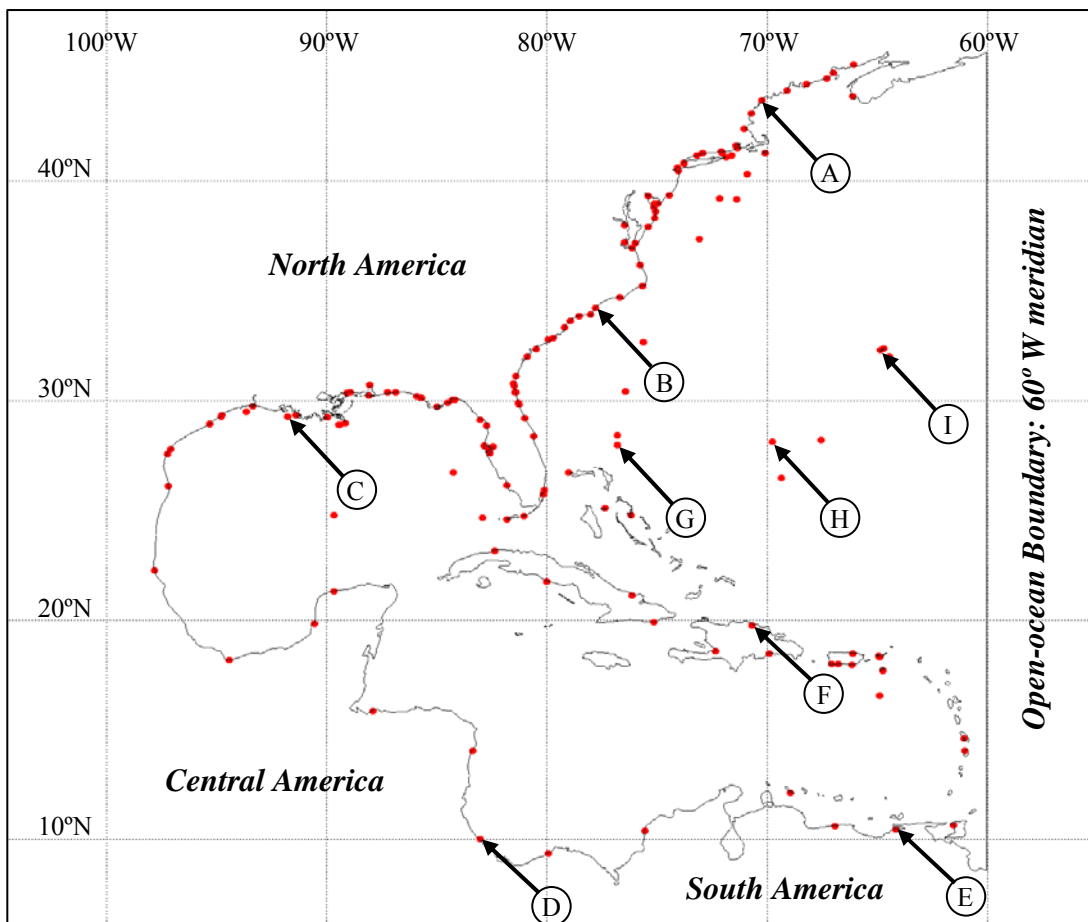 100ºW 90ºW 80ºW 70ºW 60ºW
A
40ºN
North America
B
30ºN
I
C
G
H
20ºN
F
Central America
10ºN
South America
D
E
Open-ocean Boundary: 60º W meridian